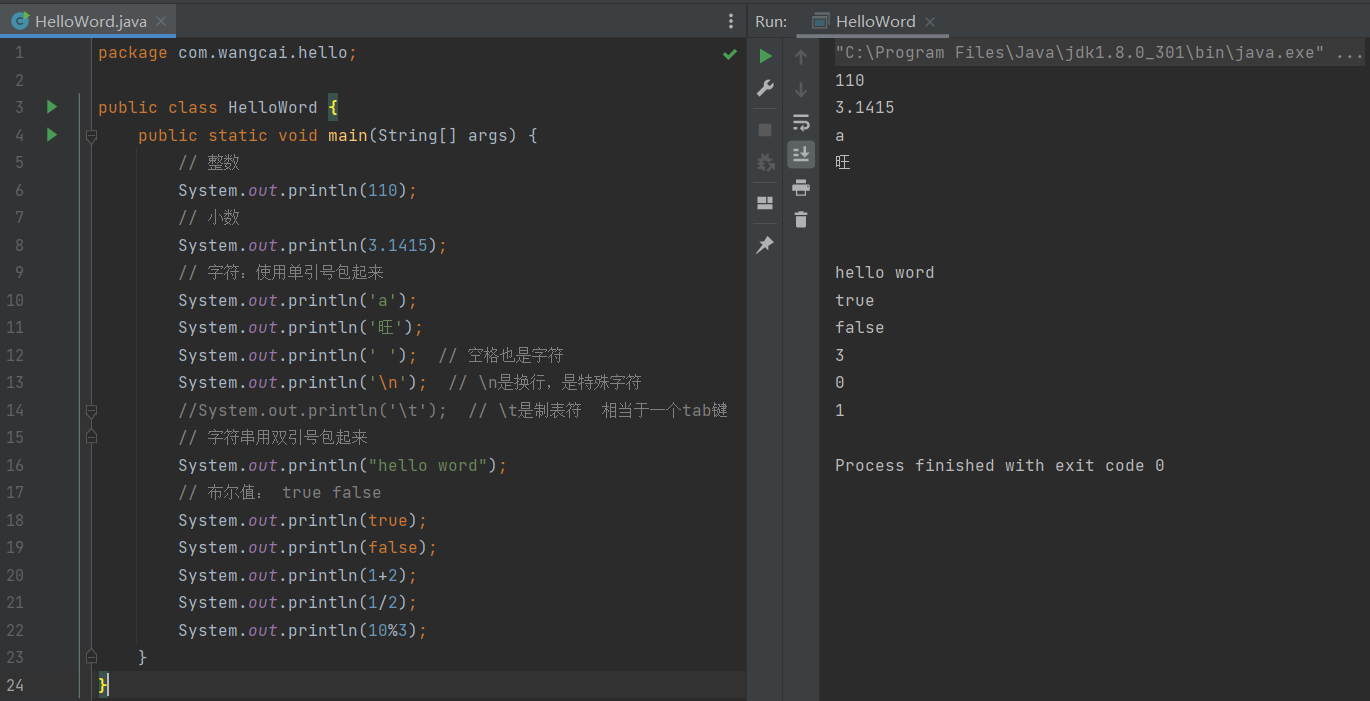 HelloWord.java
1 package com.wangcai.hello;
2
3 public class HelloWord {
4 public static void main(String[] args) {
5 // 整数
6 System.out.println(110);
7 // 小数
8 System.out.println(3.1415);
9 // 字符：使用单引号包起来
10 System.out.println('a');
11 System.out.println('旺');
12 System.out.println(' ');  // 空格也是字符
13 System.out.println('\n');  // \n是换行，是特殊字符
14 //System.out.println('\t');  // \t是制表符  相当于一个tab键
15 // 字符串用双引号包起来
16 System.out.println("hello word");
17 // 布尔值： true false
18 System.out.println(true);
19 System.out.println(false);
20 System.out.println(1+2);
21 System.out.println(1/2);
22 System.out.println(10%3);
23 }
24 }
Run: HelloWord
"C:\Program Files\Java\jdk1.8.0_301\bin\java.exe" ...
110
3.1415
a
旺
hello word
true
false
3
0
1
Process finished with exit code 0